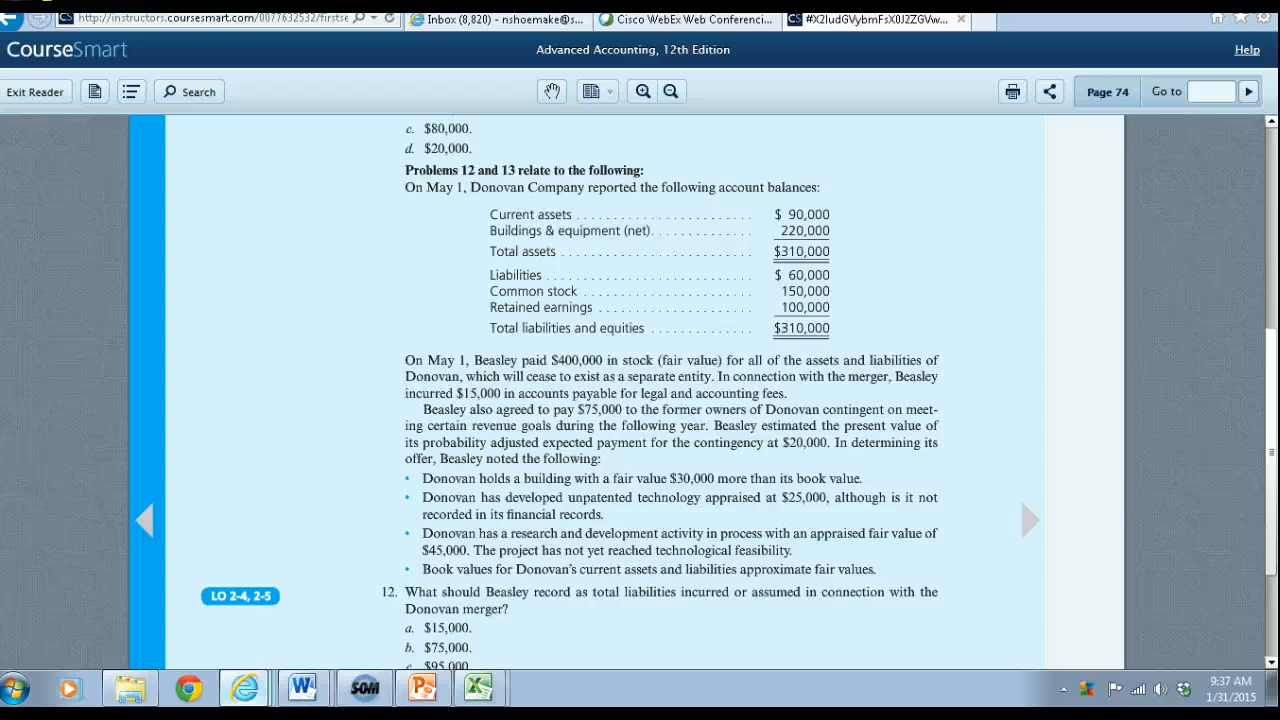 http://instructors.coursesmart.com/0077632532/firstse
Inbox (8,820) - nshoemake@s...
Cisco WebEx Web Conferenci...
CS #X2ludGVybmFsX0J2ZGVw...
CourseSmart
Advanced Accounting, 12th Edition
Help
Exit Reader
Search
Page 74
Go to
c. $80,000.
d. $20,000.
Problems 12 and 13 relate to the following:
On May 1, Donovan Company reported the following account balances:
Current assets . . . . . . . . . . . . . . . . . . . . . . . $ 90,000
Buildings & equipment (net). . . . . . . . . . . . . 220,000
Total assets . . . . . . . . . . . . . . . . . . . . . . . . . $310,000
Liabilities . . . . . . . . . . . . . . . . . . . . . . . . . . . $ 60,000
Common stock . . . . . . . . . . . . . . . . . . . . . . 150,000
Retained earnings . . . . . . . . . . . . . . . . . . . . 100,000
Total liabilities and equities . . . . . . . . . . . . . $310,000
On May 1, Beasley paid $400,000 in stock (fair value) for all of the assets and liabilities of
Donovan, which will cease to exist as a separate entity. In connection with the merger, Beasley
incurred $15,000 in accounts payable for legal and accounting fees.
Beasley also agreed to pay $75,000 to the former owners of Donovan contingent on meet-
ing certain revenue goals during the following year. Beasley estimated the present value of
its probability adjusted expected payment for the contingency at $20,000. In determining its
offer, Beasley noted the following:
• Donovan holds a building with a fair value $30,000 more than its book value.
• Donovan has developed unpatented technology appraised at $25,000, although is it not
recorded in its financial records.
• Donovan has a research and development activity in process with an appraised fair value of
$45,000. The project has not yet reached technological feasibility.
• Book values for Donovan's current assets and liabilities approximate fair values.
LO 2-4, 2-5
12. What should Beasley record as total liabilities incurred or assumed in connection with the
Donovan merger?
a. $15,000.
b. $75,000.
c. $95,000.
SOM
9:37 AM
1/31/2015